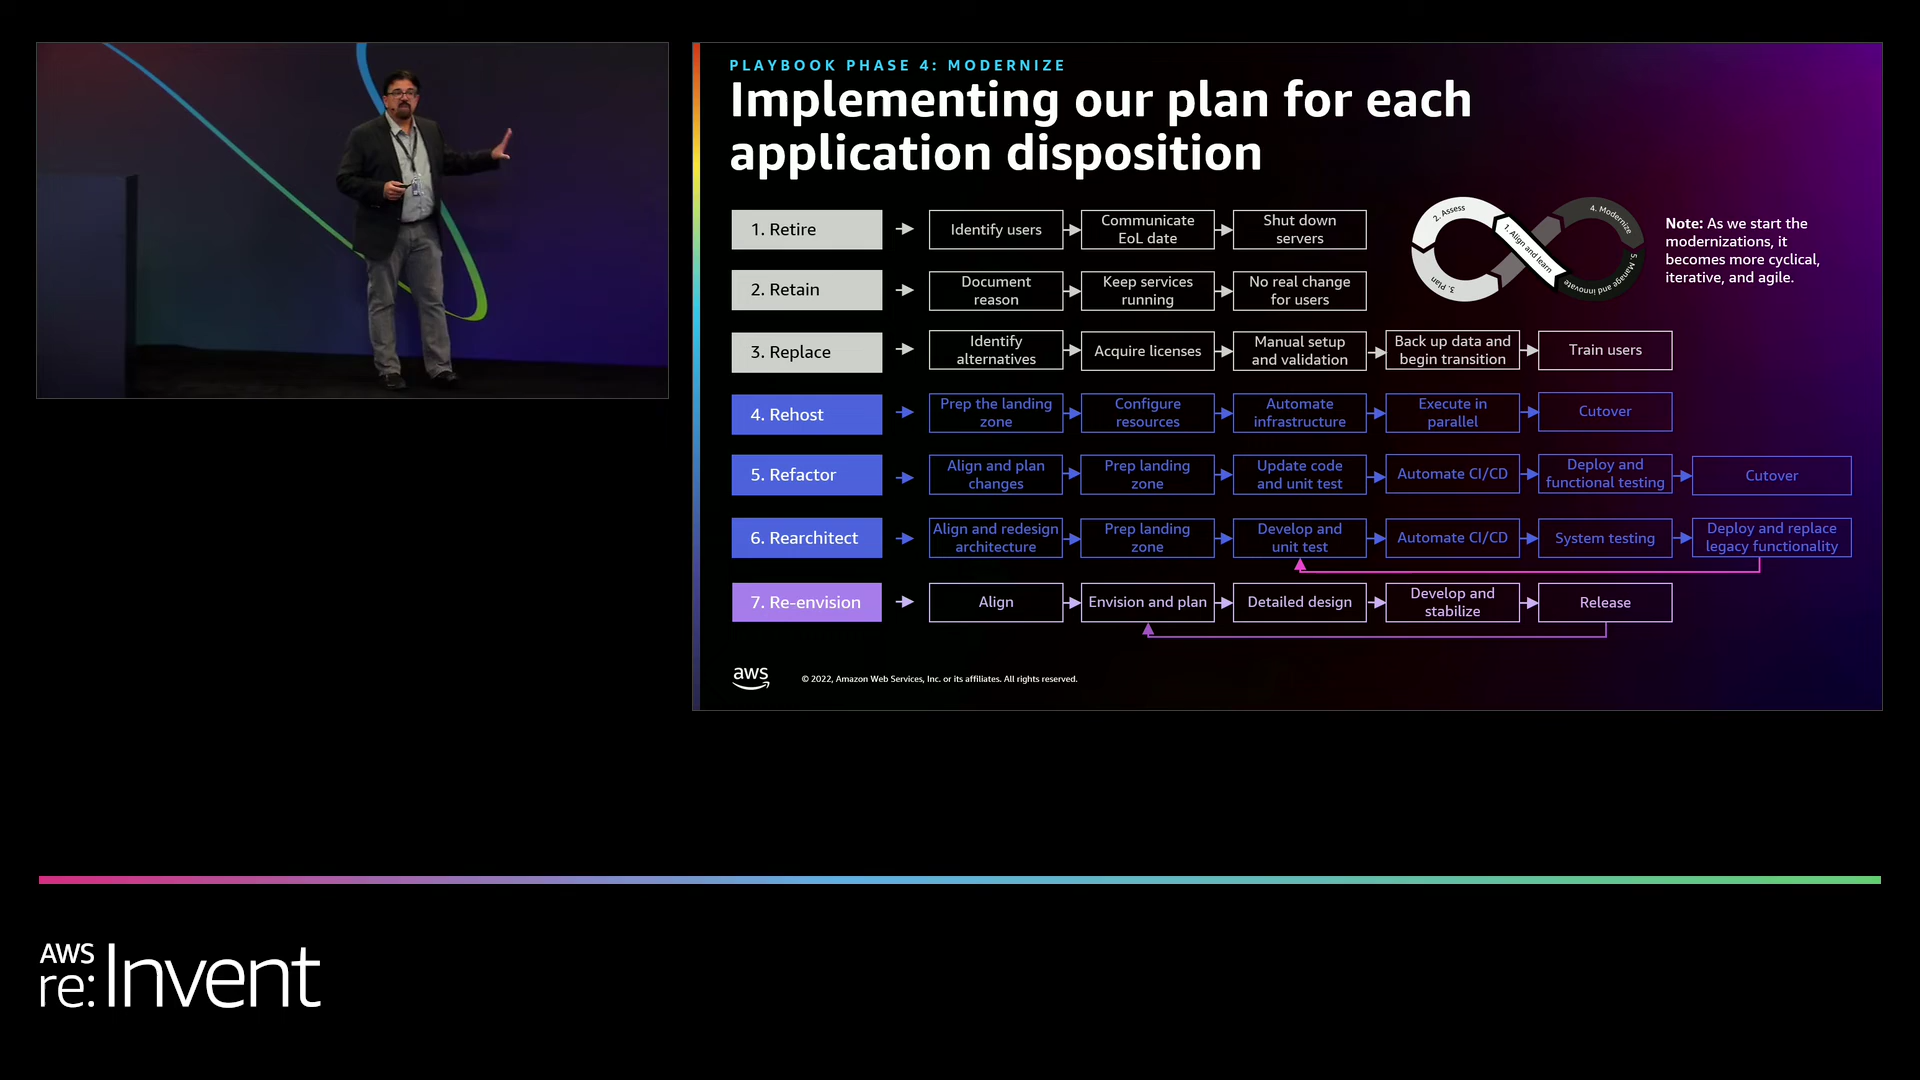 PLAYBOOK PHASE 4: MODERNIZE
Implementing our plan for each
application disposition
1. Retire
Identify users
Communicate
EoL date
Shut down
servers
2. Assess
1. Align and learn
4. Modernize
3. Plan
5. Manage and innovate
Note: As we start the
modernizations, it
becomes more cyclical,
iterative, and agile.
2. Retain
Document
reason
Keep services
running
No real change
for users
3. Replace
Identify
alternatives
Acquire licenses
Manual setup
and validation
Back up data and
begin transition
Train users
4. Rehost
Prep the landing
zone
Configure
resources
Automate
infrastructure
Execute in
parallel
Cutover
5. Refactor
Align and plan
changes
Prep landing
zone
Update code
and unit test
Automate CI/CD
Deploy and
functional testing
Cutover
6. Rearchitect
Align and redesign
architecture
Prep landing
zone
Develop and
unit test
Automate CI/CD
System testing
Deploy and replace
legacy functionality
7. Re-envision
Align
Envision and plan
Detailed design
Develop and
stabilize
Release
aws
© 2022, Amazon Web Services, Inc. or its affiliates. All rights reserved.
AWS
re:Invent